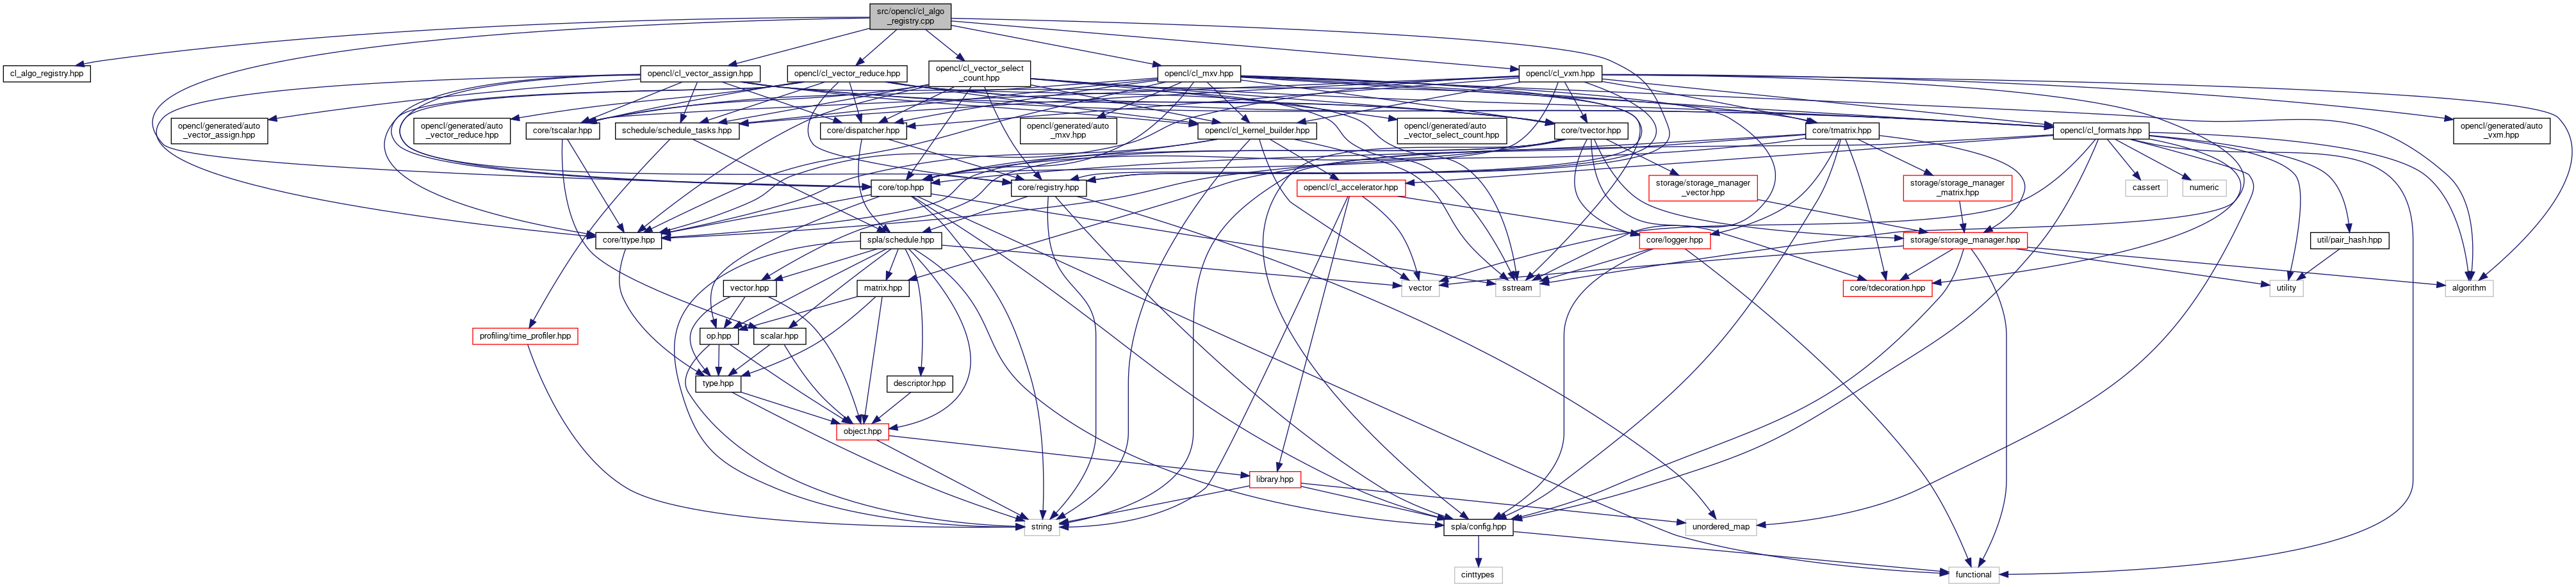 src/opencl/cl_algo
_registry.cpp
cl_algo_registry.hpp
opencl/cl_vector_assign.hpp
opencl/cl_vector_reduce.hpp
opencl/cl_vector_select
_count.hpp
opencl/cl_mxv.hpp
opencl/cl_vxm.hpp
opencl/generated/auto
_vector_assign.hpp
opencl/generated/auto
_vector_reduce.hpp
core/tscalar.hpp
schedule/schedule_tasks.hpp
core/dispatcher.hpp
opencl/generated/auto
_mxv.hpp
opencl/cl_kernel_builder.hpp
opencl/generated/auto
_vector_select_count.hpp
core/tvector.hpp
core/tmatrix.hpp
opencl/cl_formats.hpp
opencl/generated/auto
_vxm.hpp
core/top.hpp
core/registry.hpp
opencl/cl_accelerator.hpp
storage/storage_manager
_vector.hpp
storage/storage_manager
_matrix.hpp
cassert
numeric
core/ttype.hpp
spla/schedule.hpp
core/logger.hpp
storage/storage_manager.hpp
util/pair_hash.hpp
vector.hpp
matrix.hpp
vector
sstream
core/tdecoration.hpp
utility
algorithm
profiling/time_profiler.hpp
op.hpp
scalar.hpp
type.hpp
descriptor.hpp
object.hpp
library.hpp
string
spla/config.hpp
unordered_map
cinttypes
functional